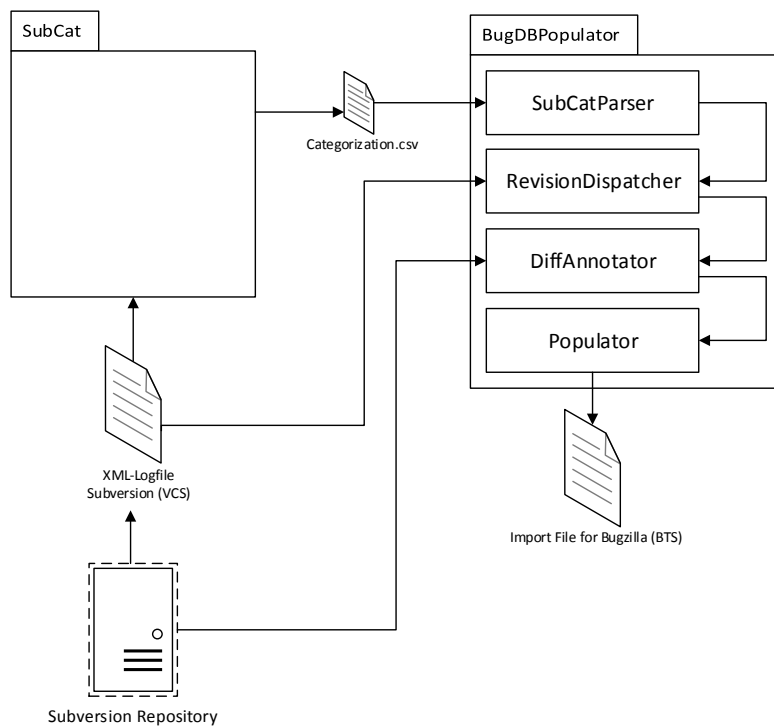 SubCat
BugDBPopulator
SubCatParser
Categorization.csv
RevisionDispatcher
DiffAnnotator
Populator
XML-Logfile
Subversion (VCS)
Import File for Bugzilla (BTS)
Subversion Repository